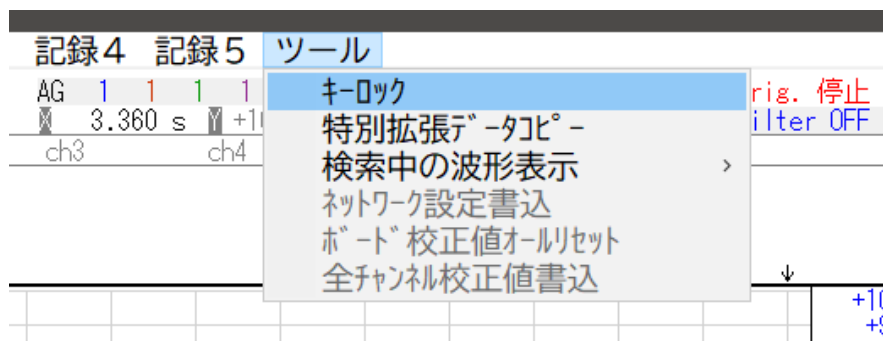 記録4 記録5 ツール
AG 1 1 1 1
X 3.360 s Y +1
ch3 ch4
キーロック
特別拡張データコピー
検索中の波形表示
ネットワーク設定書込
ボード校正値オールリセット
全チャンネル校正値書込
rig. 停止
ilter OFF
+10